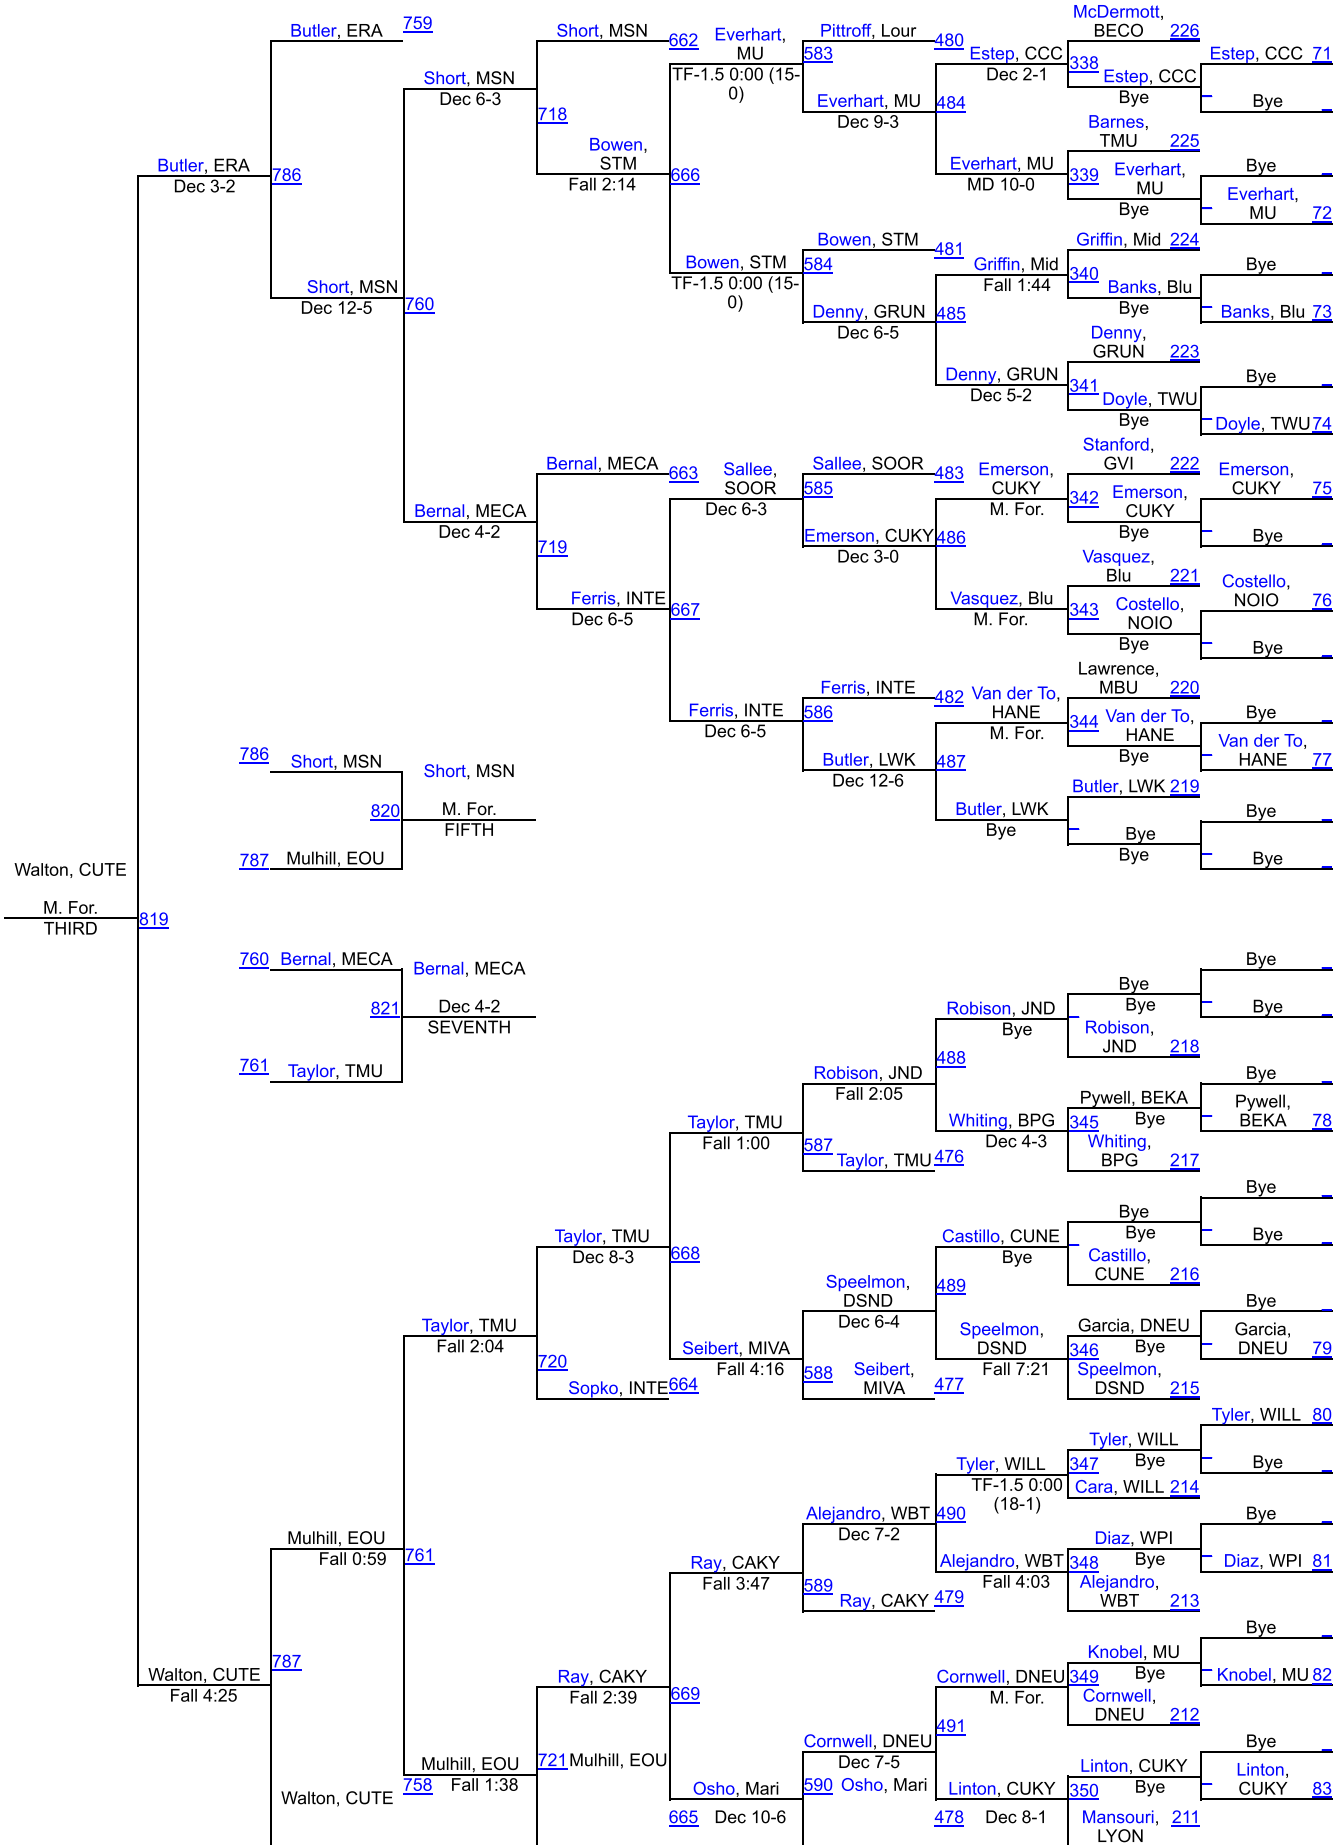 McDermott,
Butler, ERA 759 Short, MSN 662 Everhart, Pittroff, Lour 480 BECO 226
MU 583 Estep, CCC 338 Estep, CCC 71
Short, MSN TF-1.5 0:00 (15- Dec 2-1 Estep, CCC
Dec 6-3 0) Everhart, MU 484 Bye Bye
718 Dec 9-3 Barnes,
Bowen, TMU 225
Butler, ERA STM Everhart, MU 339 Everhart, Bye
Dec 3-2 786 Fall 2:14 666 MD 10-0 MU Everhart,
Bye MU 72
Bowen, STM 481 Griffin, Mid 224
Bowen, STM 584 Griffin, Mid 340 Bye
Short, MSN TF-1.5 0:00 (15- Fall 1:44 Banks, Blu
Dec 12-5 760 0) Denny, GRUN 485 Bye Banks, Blu 73
Dec 6-5 Denny,
GRUN 223
Denny, GRUN 341 Bye
Dec 5-2 Doyle, TWU
Bye Doyle, TWU 74
Stanford,
Bernal, MECA 663 Sallee, Sallee, SOOR 483 Emerson, GVI 222 Emerson,
SOOR 585 CUKY 342 Emerson, CUKY 75
Bernal, MECA Dec 6-3 M. For. CUKY
Dec 4-2 Emerson, CUKY 486 Bye Bye
719 Dec 3-0 Vasquez,
Blu 221 Costello,
Ferris, INTE 667 Vasquez, Blu 343 Costello, NOIO 76
Dec 6-5 M. For. NOIO
Bye Bye
Lawrence,
Ferris, INTE 482 Van der To, MBU 220
Ferris, INTE 586 HANE 344 Van der To, Bye
Dec 6-5 M. For. HANE Van der To,
786 Short, MSN Short, MSN Butler, LWK 487 Bye HANE 77
Dec 12-6 Butler, LWK 219
820 M. For. Butler, LWK Bye
FIFTH Bye Bye
787 Mulhill, EOU Bye Bye
Walton, CUTE
M. For. 819
THIRD
760 Bernal, MECA Bernal, MECA Bye
Bye
821 Dec 4-2 Robison, JND Bye Bye
SEVENTH Bye Robison,
488 JND 218
761 Taylor, TMU Robison, JND Bye
Fall 2:05 Pywell, BEKA Pywell,
Taylor, TMU Whiting, BPG 345 Bye BEKA 78
Fall 1:00 587 Dec 4-3 Whiting,
Taylor, TMU 476 BPG 217
Bye
Bye
Taylor, TMU Castillo, CUNE Bye Bye
Dec 8-3 668 Bye Castillo,
Speelmon, 489 CUNE 216
DSND Bye
Taylor, TMU Dec 6-4 Speelmon, Garcia, DNEU Garcia,
Fall 2:04 Seibert, MIVA DSND 346 Bye DNEU 79
720 Fall 4:16 588 Seibert, Fall 7:21 Speelmon,
Sopko, INTE 664 MIVA 477 DSND 215
Tyler, WILL 80
Tyler, WILL
Tyler, WILL 347 Bye Bye
TF-1.5 0:00 Cara, WILL 214
(18-1)
Alejandro, WBT 490 Bye
Mulhill, EOU Dec 7-2 Diaz, WPI
Fall 0:59 761 Ray, CAKY Alejandro, WBT 348 Bye Diaz, WPI 81
Fall 3:47 589 Fall 4:03 Alejandro,
Ray, CAKY 479 WBT 213
Bye
787 Knobel, MU
Walton, CUTE Ray, CAKY Cornwell, DNEU 349 Bye Knobel, MU 82
Fall 4:25 Fall 2:39 669 M. For. Cornwell,
491 DNEU 212
Cornwell, DNEU Bye
Mulhill, EOU 721 Mulhill, EOU Dec 7-5 Linton, CUKY Linton,
758 Fall 1:38 Osho, Mari 590 Osho, Mari Linton, CUKY 350 Bye CUKY 83
Walton, CUTE 665 Dec 10-6 478 Dec 8-1 Mansouri, 211
LYON